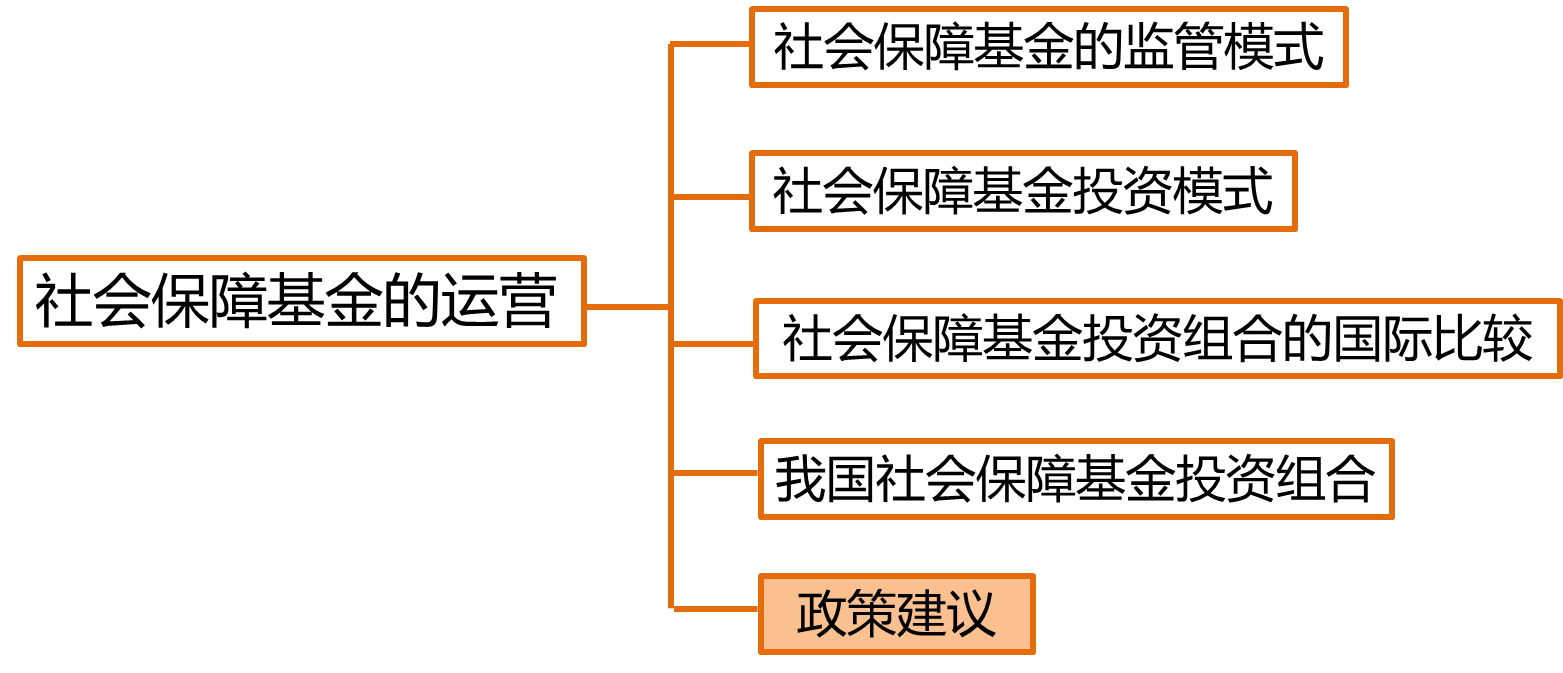 社会保障基金的监管模式
社会保障基金投资模式
社会保障基金的运营
社会保障基金投资组合的国际比较
我国社会保障基金投资组合
政策建议